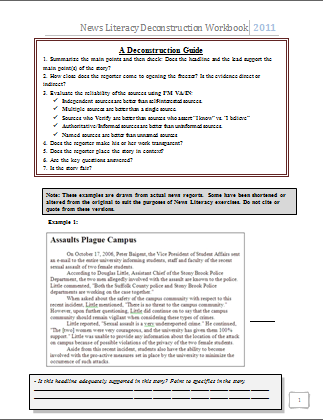 News Literacy Deconstruction Workbook 2011
A Deconstruction Guide
1. Summarize the main points and then check: Does the headline and the lead support the
main point(s) of the story?
2. How close does the reporter come to opening the freezer? Is the evidence direct or
indirect?
3. Evaluate the reliability of the sources using I'M VA/IN:
✓ Independent sources are better than self-interested sources.
✓ Multiple sources are better than a single source.
✓ Sources who Verify are better than sources who assert "I know" vs. "I believe"
✓ Authoritative/Informed sources are better than uninformed sources
✓ Named sources are better than unnamed sources
4. Does the reporter make his or her work transparent?
5. Does the reporter place the story in context?
6. Are the key questions answered?
7. Is the story fair?
Note: These examples are drawn from actual news reports. Some have been shortened or
altered from the original to suit the purposes of News Literacy exercises. Do not cite or
quote from these versions.
Example 1:
Assaults Plague Campus
On October 17, 2006, Peter Baigent, the Vice President of Student Affairs sent
an e-mail to the entire university informing students, staff and faculty of the recent
sexual assault of two female students.
According to Douglas Little, Assistant Chief of the Stony Brook Police
Department, the two men allegedly involved with the assault are known to the police.
Little commented, "Both the Suffolk County police and Stony Brook Police
departments are working on the case together."
When asked about the safety of the campus community with respect to this
recent incident, Little mentioned, "There is no threat to the campus community."
However, upon further questioning, Little did continue on to say that the campus
community should remain vigilant when considering these types of crimes.
Little reported, "Sexual assault is a very underreported crime." He continued,
"The [two] women were very courageous, and the university has given them 100%
support." Little was unable to provide any information about the location of the attack
on campus because of possible violations of the privacy of the two female students.
Aside from this recent incident, students also have the ability to become
involved with the pro-active measures set in place by the university to minimize the
occurrence of such attacks.
- Is this headline adequately supported in this story? Point to specifics in the story.
1